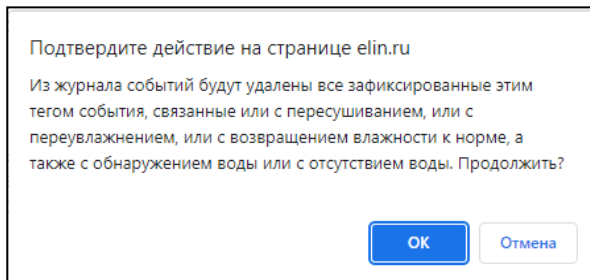 Подтвердите действие на странице elin.ru
Из журнала событий будут удалены все зафиксированные этим
тегом события, связанные или с пересушиванием, или с
переувлажнением, или с возвращением влажности к норме, а
также с обнаружением воды или с отсутствием воды. Продолжить?
ОК
Отмена